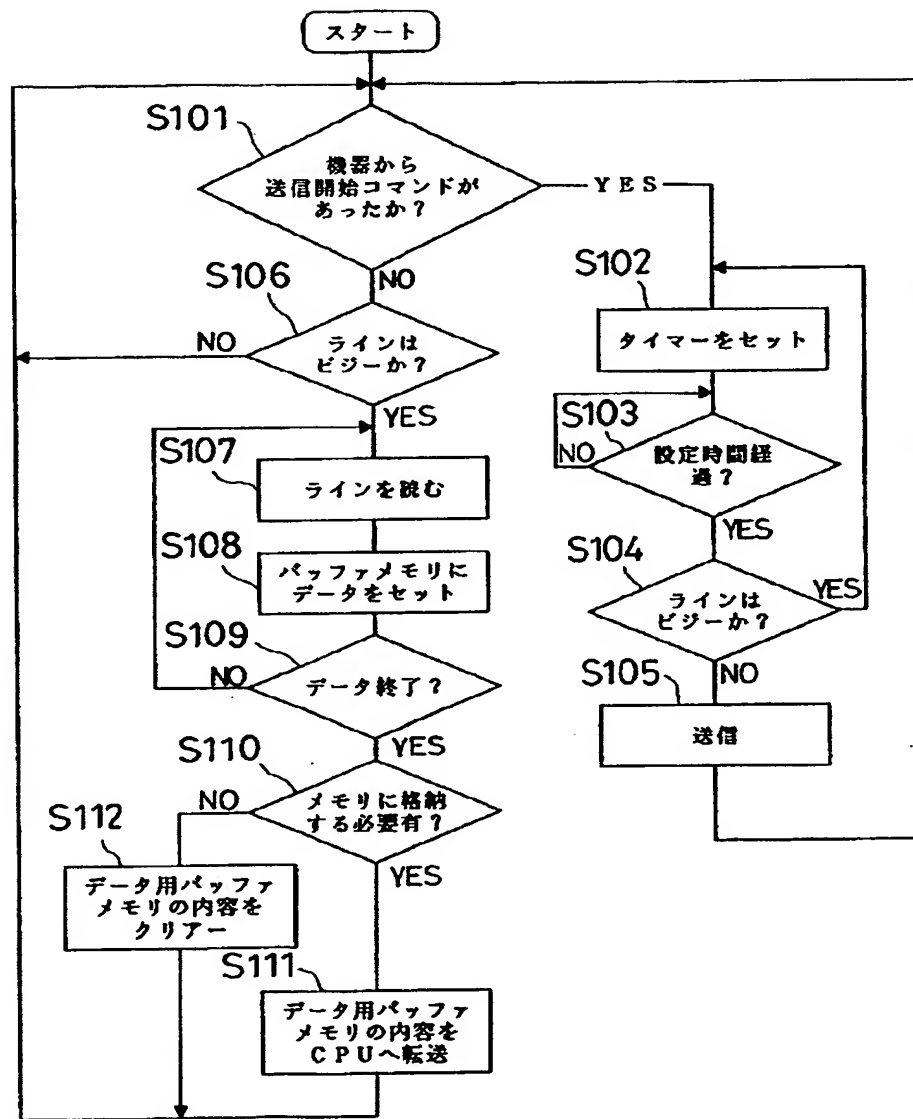 スタート
S101
機器から
送信開始コマンドが
あったか?
YES
NO
S106
ラインは
ビジーか?
NO
YES
S107
ラインを読む
S108
バッファメモリに
データをセット
S109
データ終了?
NO
YES
S110
メモリに格納
する必要有?
NO
YES
S112
データ用バッファ
メモリの内容を
クリアー
S111
データ用バッファ
メモリの内容を
CPUへ転送
S102
タイマーをセット
S103
設定時間経
過?
NO
YES
S104
ラインは
ビジーか?
YES
NO
S105
送信